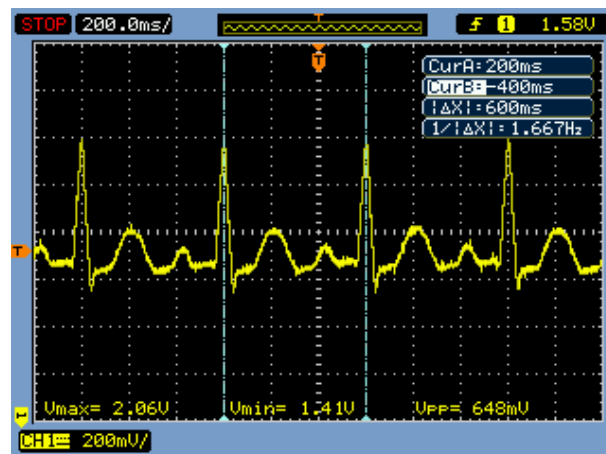 STOP 200.0ms/ T f 1 1.58V
T
CurA:200ms
CurB:-400ms
|ΔX|:600ms
1/|ΔX|:1.667Hz
T
Vmax= 2.06V Vmin= 1.41V Vpp= 648mV
CH1 200mV/